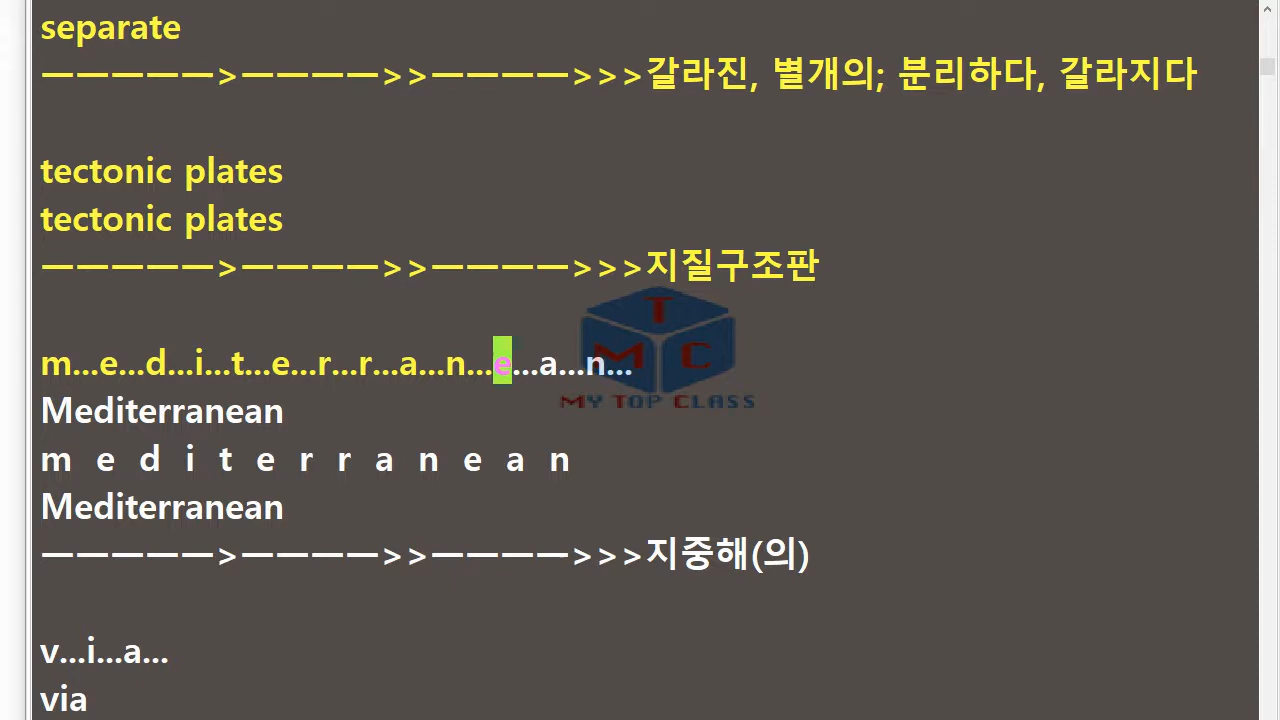 separate
ㅡㅡㅡㅡㅡ>ㅡㅡㅡㅡ>>ㅡㅡㅡㅡ>>>갈라진, 별개의; 분리하다, 갈라지다
tectonic plates
tectonic plates
ㅡㅡㅡㅡㅡ>ㅡㅡㅡㅡ>>ㅡㅡㅡㅡ>>>지질구조판
m...e...d...i...t...e...r...r...a...n...e...a...n...
Mediterranean
m e d i t e r r a n e a n
Mediterranean
ㅡㅡㅡㅡㅡ>ㅡㅡㅡㅡ>>ㅡㅡㅡㅡ>>>지중해(의)
v...i...a...
via
T
M C
MY TOP CLASS